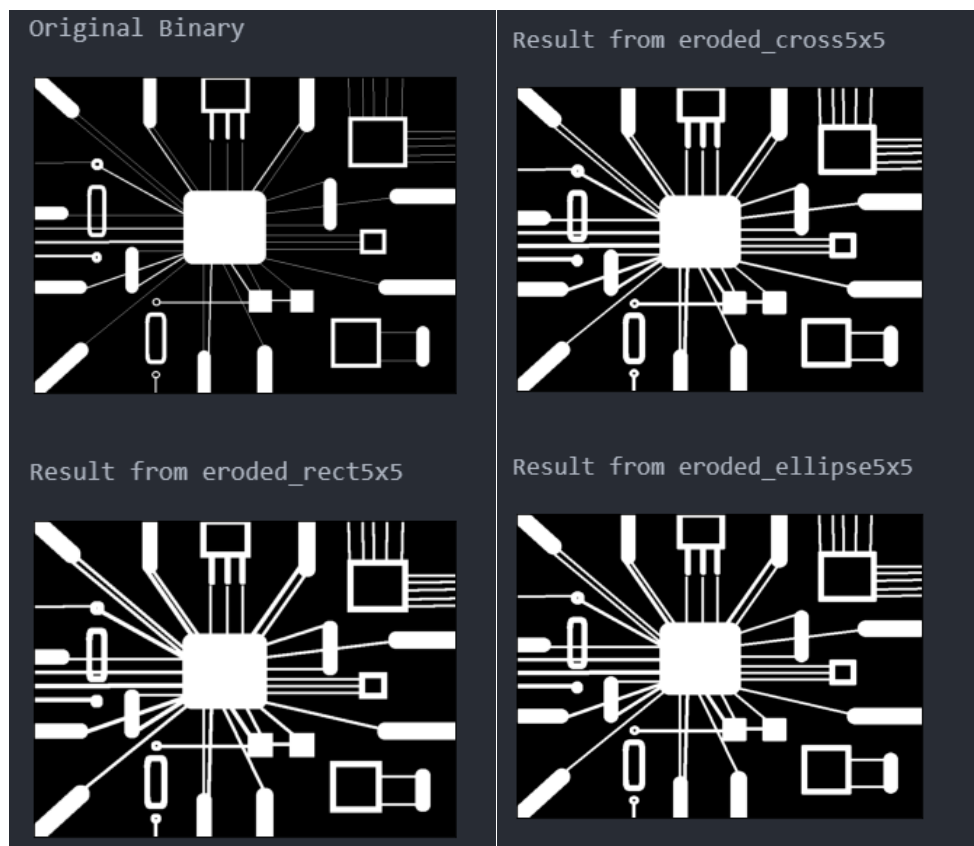 Original Binary
Result from eroded_cross5x5
Result from eroded_rect5x5
Result from eroded_ellipse5x5